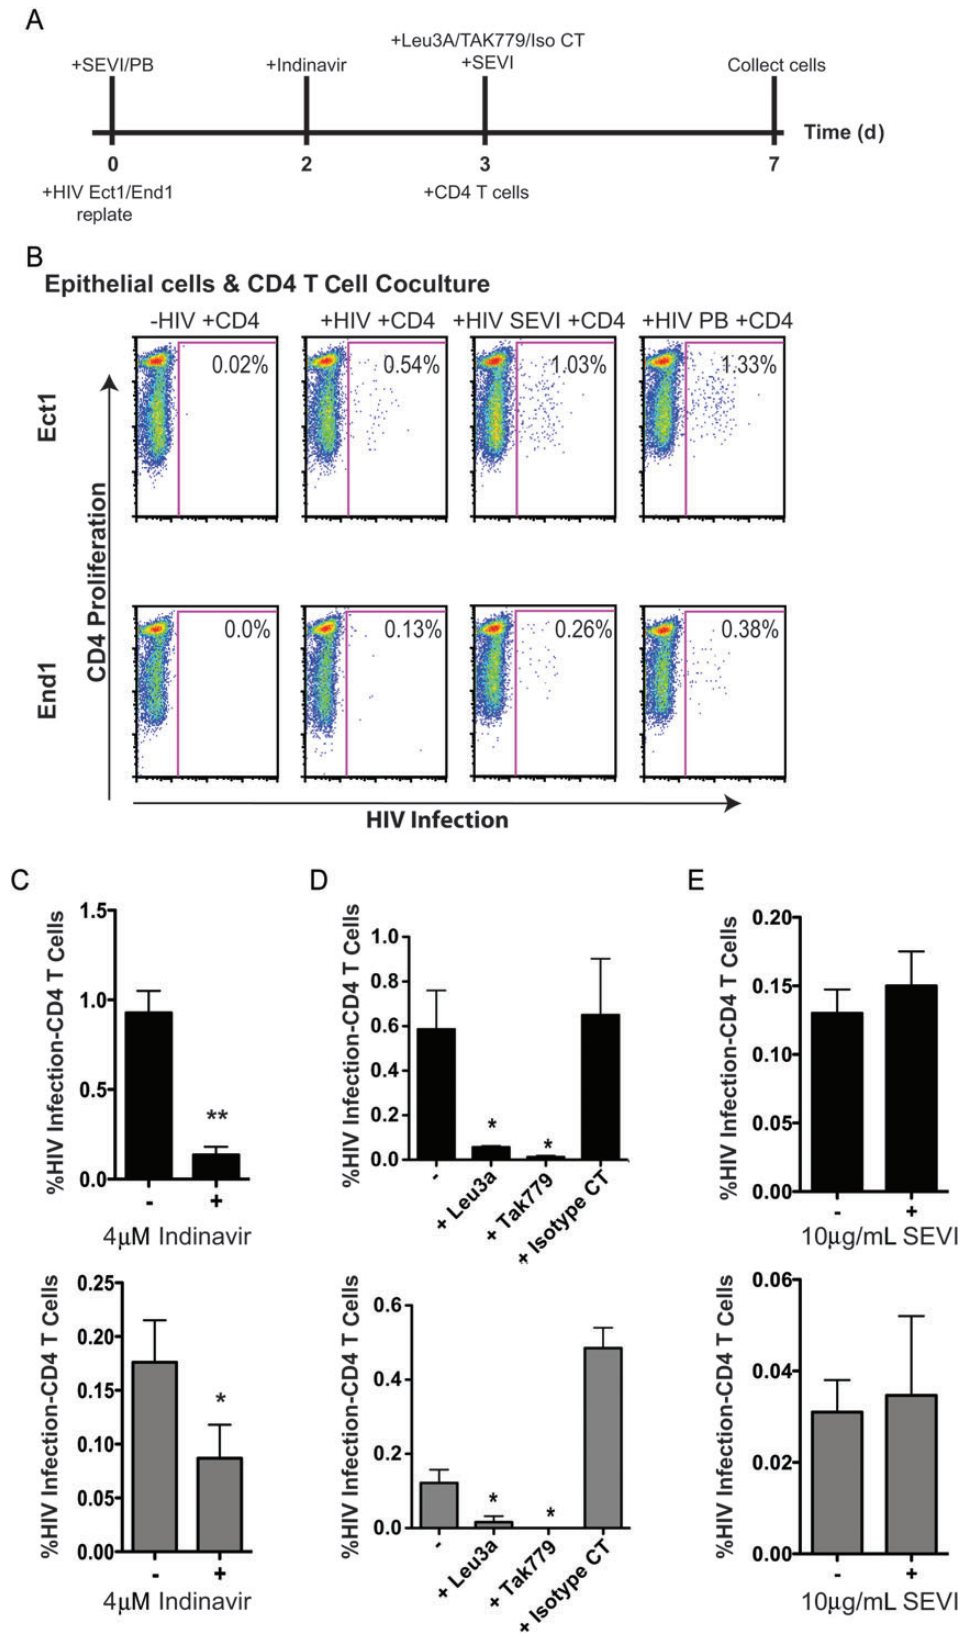 A
+Leu3A/TAK779/Iso CT
+SEVI/PB +Indinavir +SEVI Collect cells
Time (d)
0 2 3 7
+HIV Ect1/End1 +CD4 T cells
replate
B
Epithelial cells & CD4 T Cell Coculture
-HIV +CD4 +HIV +CD4 +HIV SEVI +CD4 +HIV PB +CD4
Ect1
0.02% 0.54% 1.03% 1.33%
CD4 Proliferation
End1
0.0% 0.13% 0.26% 0.38%
HIV Infection
C
%HIV Infection-CD4 T Cells
1.5
1.0
0.5
0.0
**
- +
4µM Indinavir
%HIV Infection-CD4 T Cells
0.25
0.20
0.15
0.10
0.05
0.00
*
- +
4µM Indinavir
D
%HIV Infection-CD4 T Cells
1.0
0.8
0.6
0.4
0.2
0.0
* *
-
+ Leu3a
+ Tak779
+ Isotype CT
%HIV Infection-CD4 T Cells
0.6
0.4
0.2
0.0
* *
-
+ Leu3a
+ Tak779
+ Isotype CT
E
%HIV Infection-CD4 T Cells
0.20
0.15
0.10
0.05
0.00
- +
10µg/mL SEVI
%HIV Infection-CD4 T Cells
0.06
0.04
0.02
0.00
- +
10µg/mL SEVI